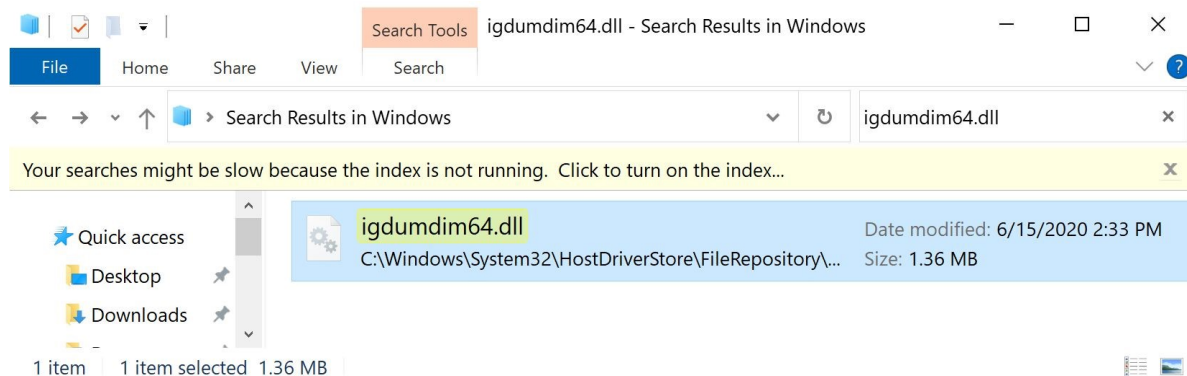 Search Tools igdumdim64.dll - Search Results in Windows
File Home Share View Search
Search Results in Windows igdumdim64.dll
Your searches might be slow because the index is not running. Click to turn on the index...
Quick access
Desktop
Downloads
igdumdim64.dll
C:\Windows\System32\HostDriverStore\FileRepository\...
Date modified: 6/15/2020 2:33 PM
Size: 1.36 MB
1 item 1 item selected 1.36 MB